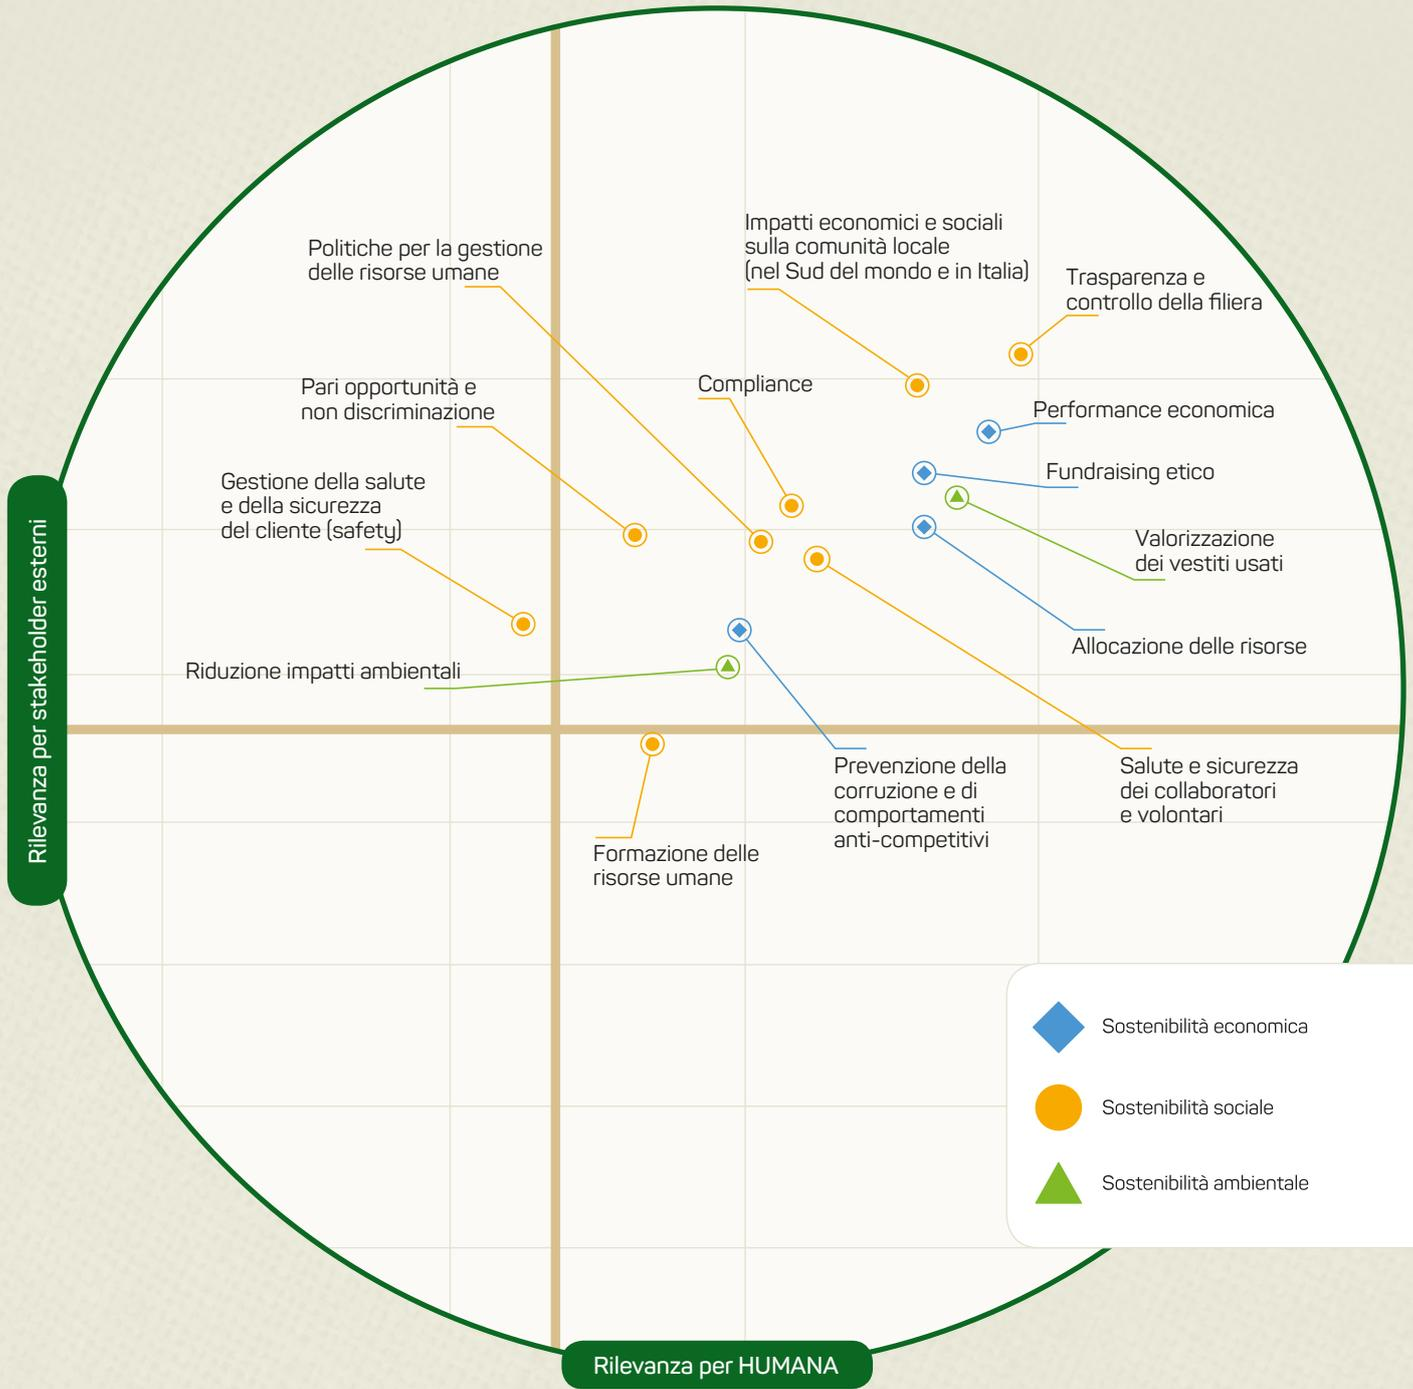 Impatti economici e sociali
sulla comunità locale
(nel Sud del mondo e in Italia)
Politiche per la gestione
delle risorse umane
Trasparenza e
controllo della filiera
Pari opportunità e
non discriminazione
Compliance
Performance economica
Fundraising etico
Gestione della salute
e della sicurezza
del cliente (safety)
Valorizzazione
dei vestiti usati
Allocazione delle risorse
Riduzione impatti ambientali
Rilevanza per stakeholder esterni
Prevenzione della
corruzione e di
comportamenti
anti-competitivi
Salute e sicurezza
dei collaboratori
e volontari
Formazione delle
risorse umane
Sostenibilità economica
Sostenibilità sociale
Sostenibilità ambientale
Rilevanza per HUMANA